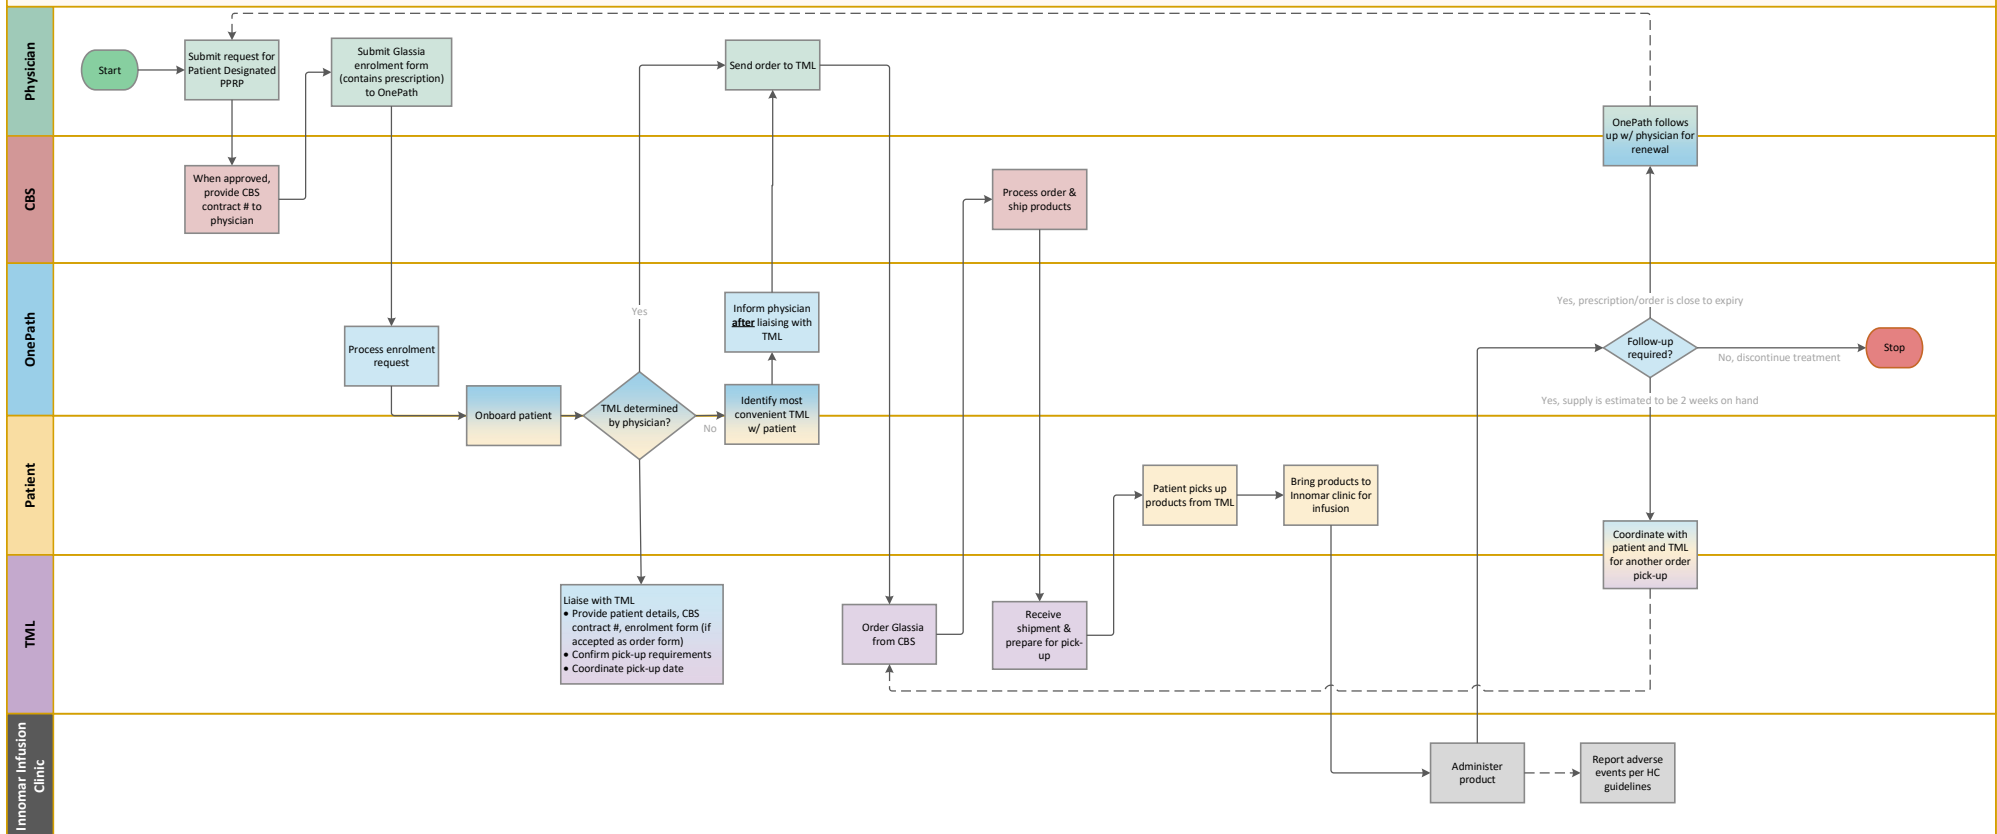 Physician
Start
Submit request for
Patient Designated
PPRP
Submit Glassia
enrolment form
(contains prescription)
to OnePath
Send order to TML
OnePath follows
up w/ physician for
renewal
CBS
When approved,
provide CBS
contract # to
physician
Process order &
ship products
OnePath
Process enrolment
request
Onboard patient
Yes
TML determined
by physician?
No
Inform physician
after liaising with
TML
Identify most
convenient TML
w/ patient
Yes, prescription/order is close to expiry
Follow-up
required?
No, discontinue treatment
Stop
Yes, supply is estimated to be 2 weeks on hand
Patient
Patient picks up
products from TML
Bring products to
Innomar clinic for
infusion
Coordinate with
patient and TML
for another order
pick-up
TML
Liaise with TML
• Provide patient details, CBS
contract #, enrolment form (if
accepted as order form)
• Confirm pick-up requirements
• Coordinate pick-up date
Order Glassia
from CBS
Receive
shipment &
prepare for pick-
up
Innomar Infusion
Clinic
Administer
product
Report adverse
events per HC
guidelines